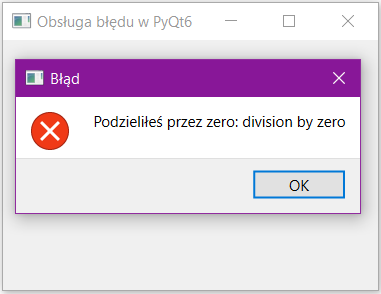 Obsługa błędu w PyQt6
Błąd
Podzieliłeś przez zero: division by zero
OK